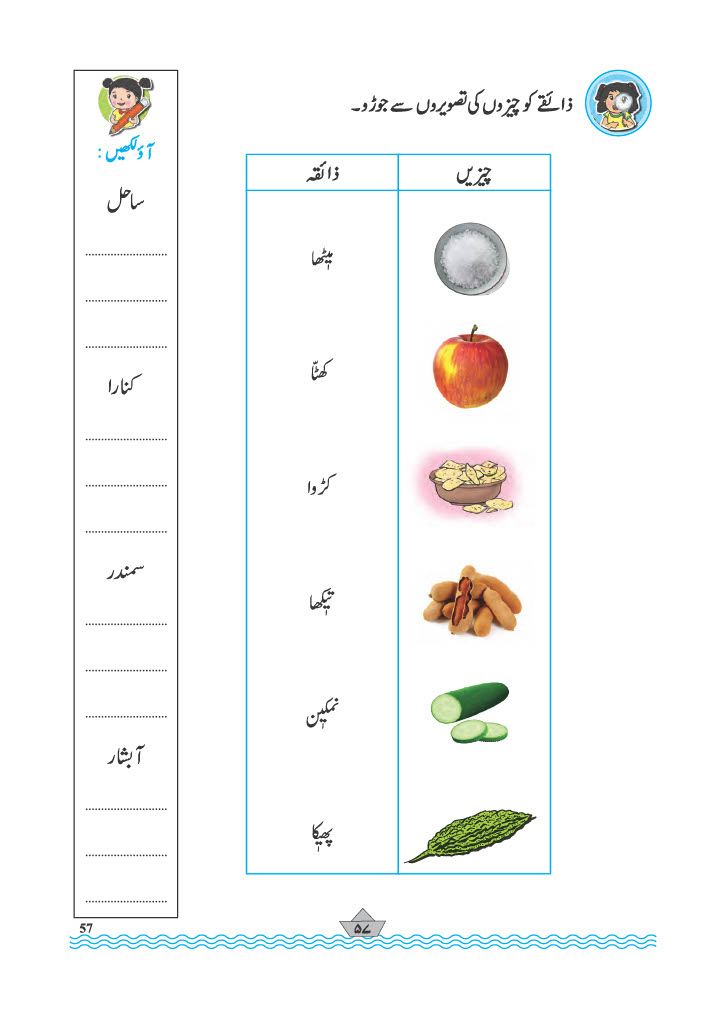 ذائقے کو چیزوں کی تصویروں سے جوڑو۔
چیزیں	ذائقہ
میٹھا
کھٹّا
کڑوا
تیکھا
نمکین
پھیکا
آؤ لکھیں :
ساحل
کنارا
سمندر
آبشار
57
۵۷